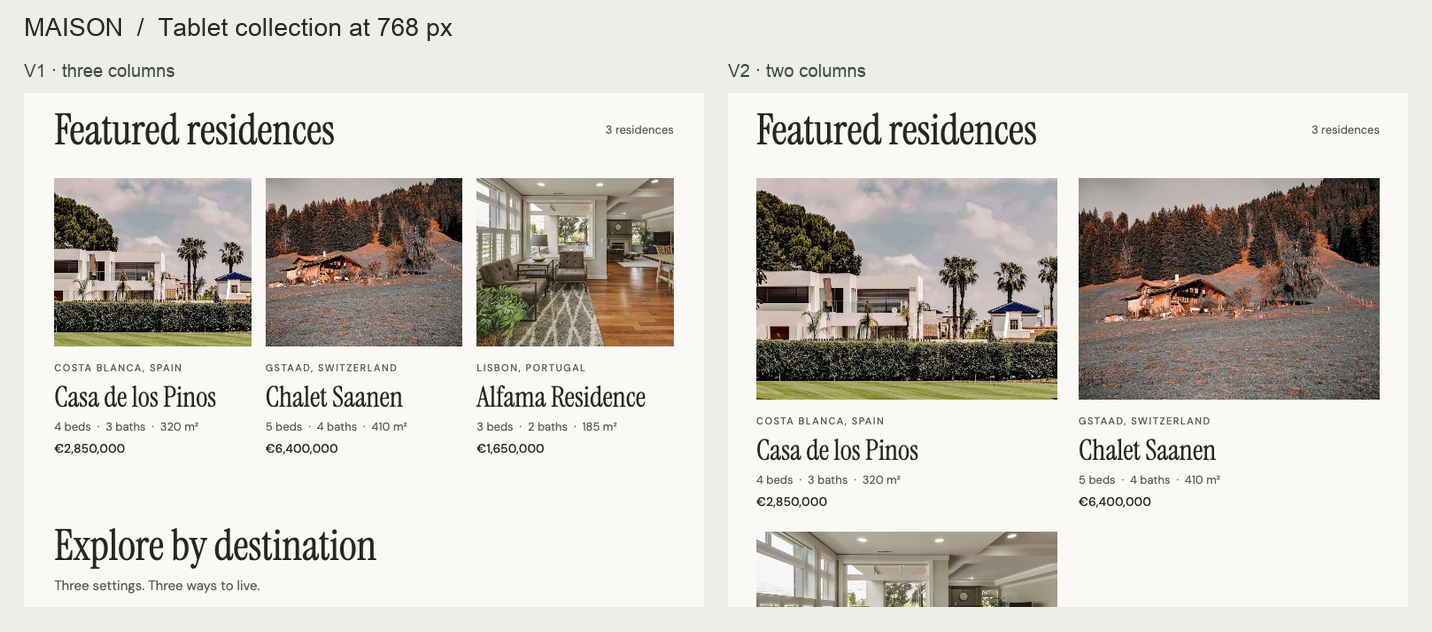 MAISON / Tablet collection at 768 px
V1 · three columns
Featured residences
3 residences
COSTA BLANCA, SPAIN
Casa de los Pinos
4 beds · 3 baths · 320 m²
€2,850,000
GSTAAD, SWITZERLAND
Chalet Saanen
5 beds · 4 baths · 410 m²
€6,400,000
LISBON, PORTUGAL
Alfama Residence
3 beds · 2 baths · 185 m²
€1,650,000
Explore by destination
Three settings. Three ways to live.
V2 · two columns
Featured residences
3 residences
COSTA BLANCA, SPAIN
Casa de los Pinos
4 beds · 3 baths · 320 m²
€2,850,000
GSTAAD, SWITZERLAND
Chalet Saanen
5 beds · 4 baths · 410 m²
€6,400,000